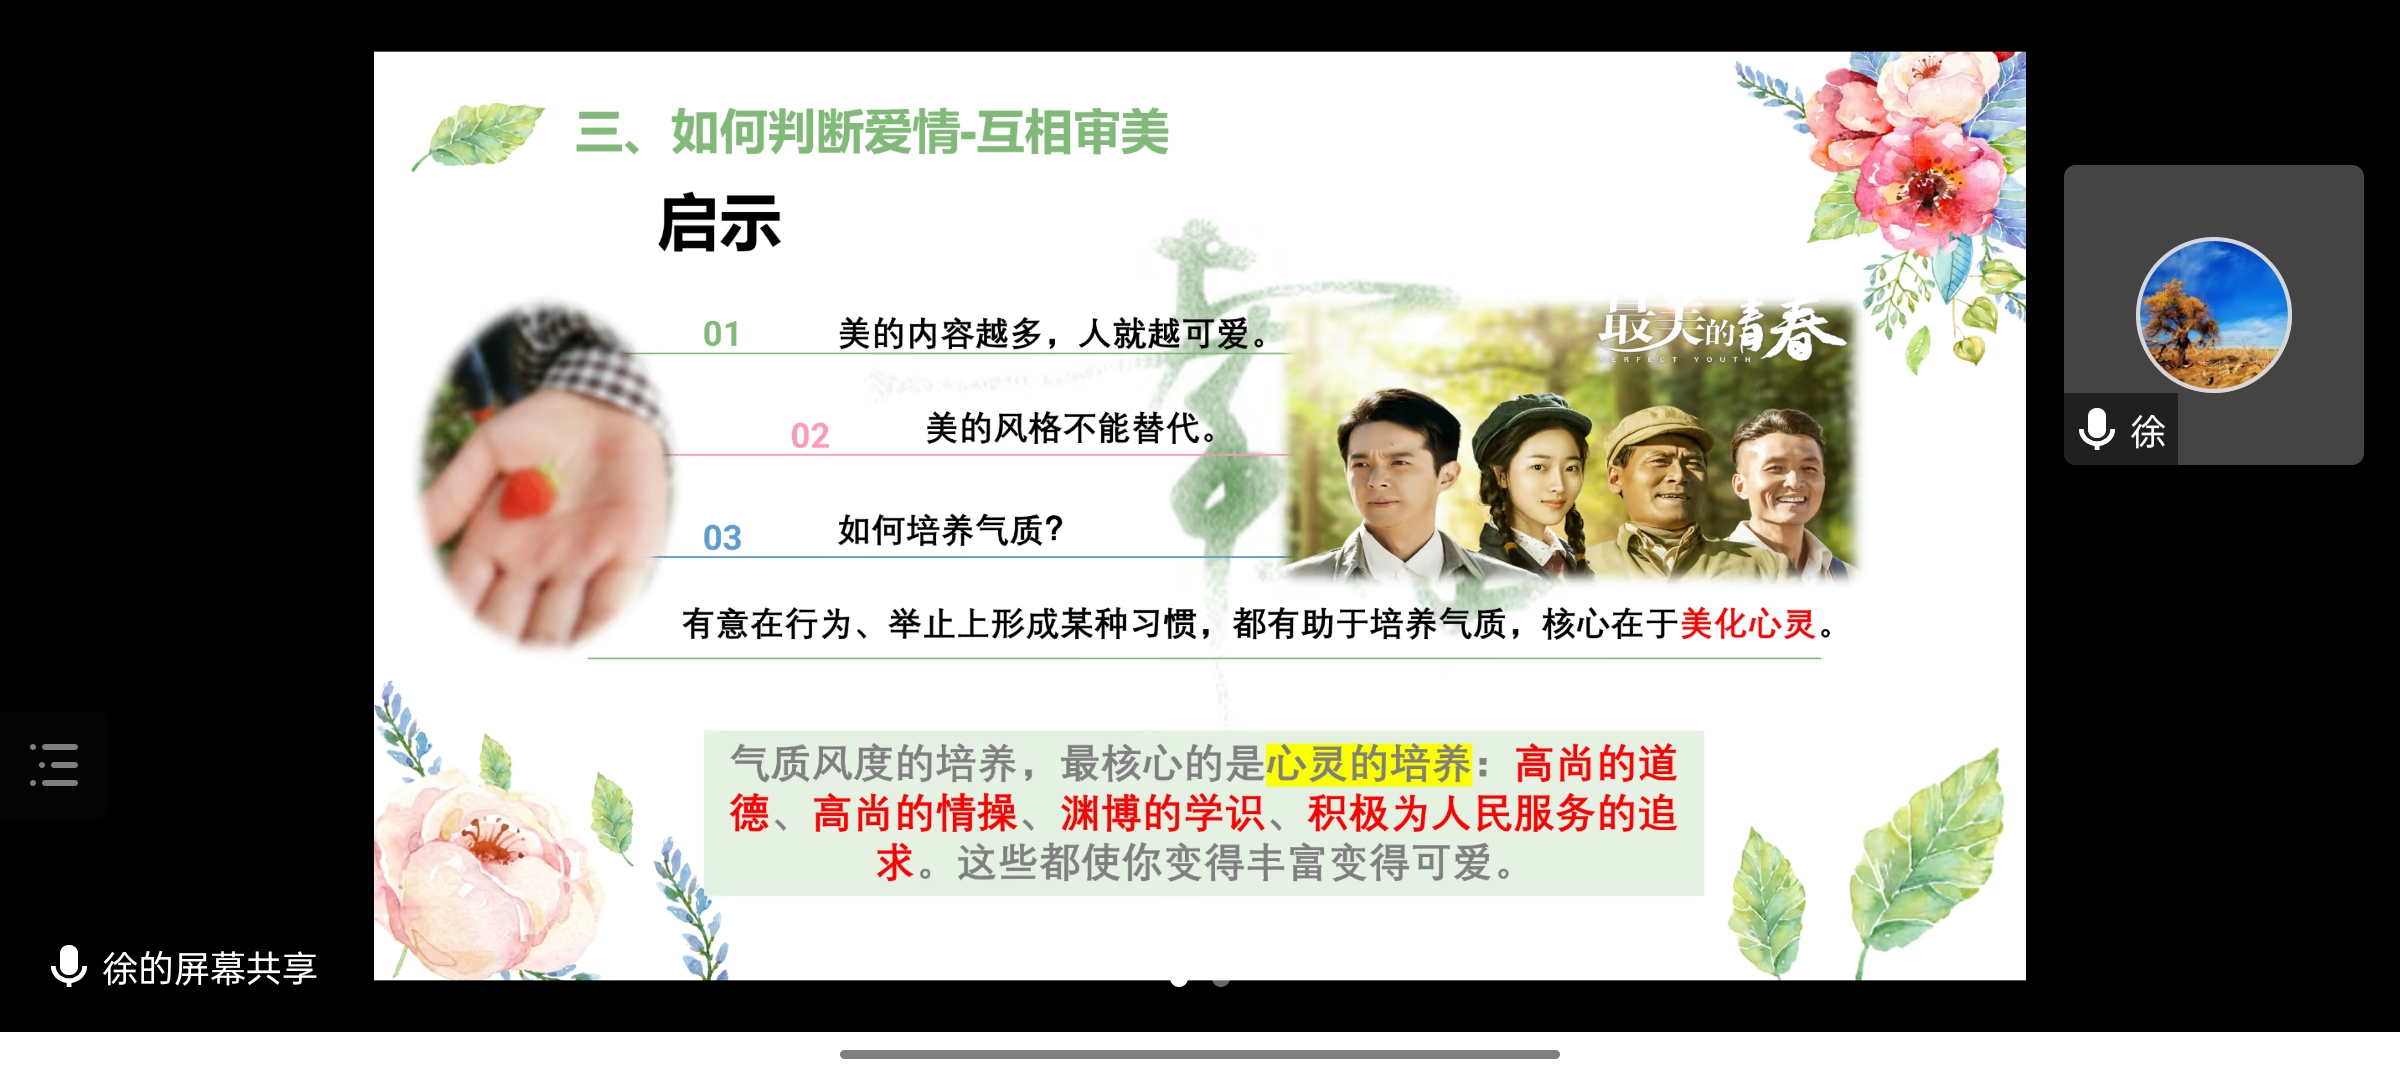 三、如何判断爱情-互相审美
启示
01 美的内容越多，人就越可爱。
最美的青春
PERFECT YOUTH
02 美的风格不能替代。
03 如何培养气质?
有意在行为、举止上形成某种习惯，都有助于培养气质，核心在于美化心灵。
气质风度的培养，最核心的是心灵的培养：高尚的道
德、高尚的情操、渊博的学识、积极为人民服务的追
求。这些都使你变得丰富变得可爱。
徐
徐的屏幕共享